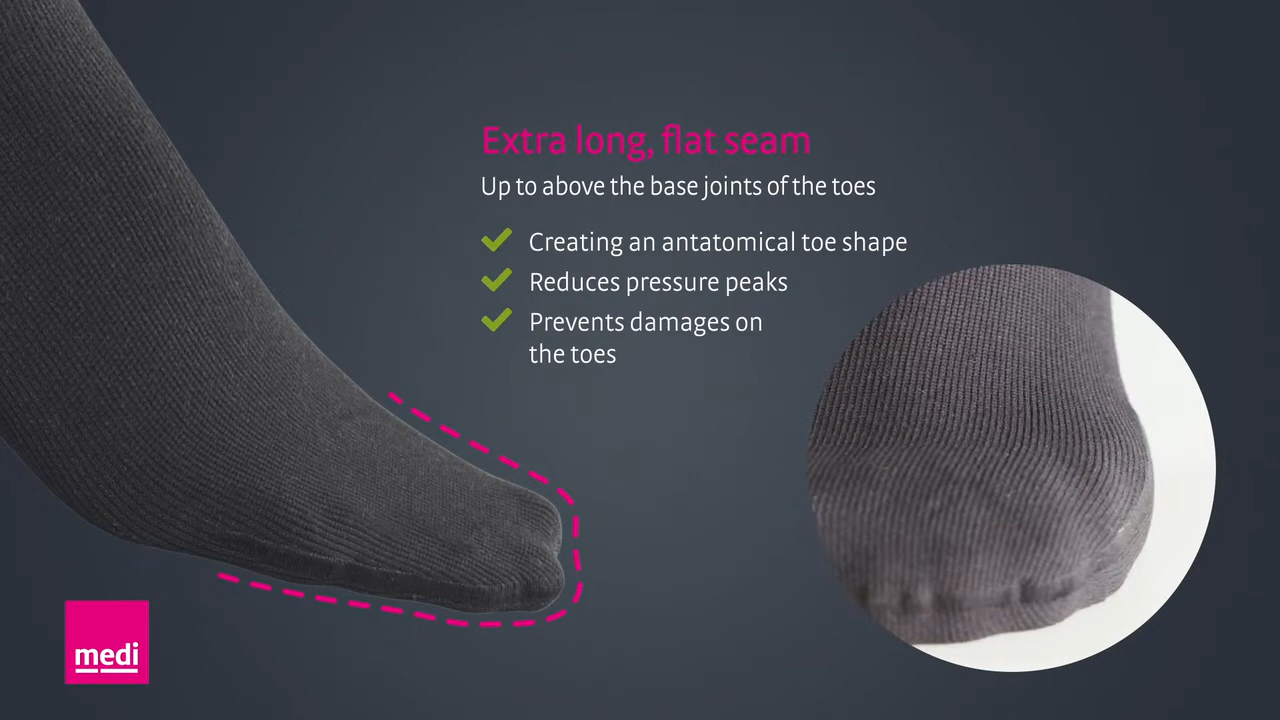 Extra long, flat seam
Up to above the base joints of the toes
Creating an antatomical toe shape
Reduces pressure peaks
Prevents damages on
the toes
medi